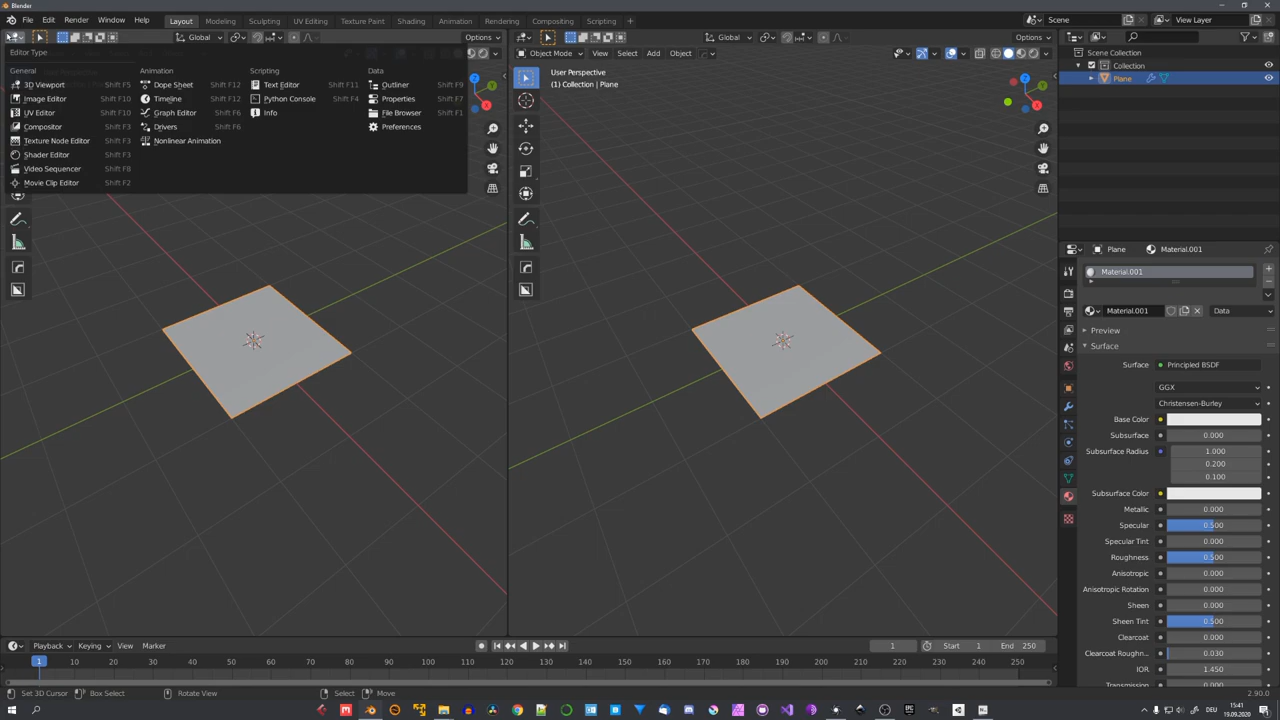 Blender
File Edit Render Window Help Layout Modeling Sculpting UV Editing Texture Paint Shading Animation Rendering Compositing Scripting Scene View Layer
Global Options Global Options
Editor Type
Object Mode View Select Add Object
General Animation Scripting Data
3D Viewport Shift F5 Dope Sheet Shift F12 Text Editor Shift F11 Outliner Shift F9
Image Editor Shift F10 Timeline Shift F12 Python Console Shift F4 Properties Shift F7
UV Editor Shift F10 Graph Editor Shift F6 Info File Browser Shift F1
Compositor Shift F3 Drivers Shift F6 Preferences
Texture Node Editor Shift F3 Nonlinear Animation
Shader Editor Shift F3
Video Sequencer Shift F8
Movie Clip Editor Shift F2
User Perspective
(1) Collection | Plane
Scene Collection
Collection
Plane
Plane Material.001
Material.001
Material.001 Data
Preview
Surface
Surface Principled BSDF
GGX
Christensen-Burley
Base Color
Subsurface 0.000
Subsurface Radius 1.000
0.200
0.100
Subsurface Color
Metallic 0.000
Specular 0.500
Specular Tint 0.000
Roughness 0.500
Anisotropic 0.000
Anisotropic Rotation 0.000
Sheen 0.000
Sheen Tint 0.500
Clearcoat 0.000
Clearcoat Roughn... 0.030
IOR 1.450
Transmission 0.000
Playback Keying View Marker 1 Start 1 End 250
1 10 20 30 40 50 60 70 80 90 100 110 120 130 140 150 160 170 180 190 200 210 220 230 240 250
Set 3D Cursor Box Select Rotate View Select Move 2.90.0
DEU 15:41
19.09.2020